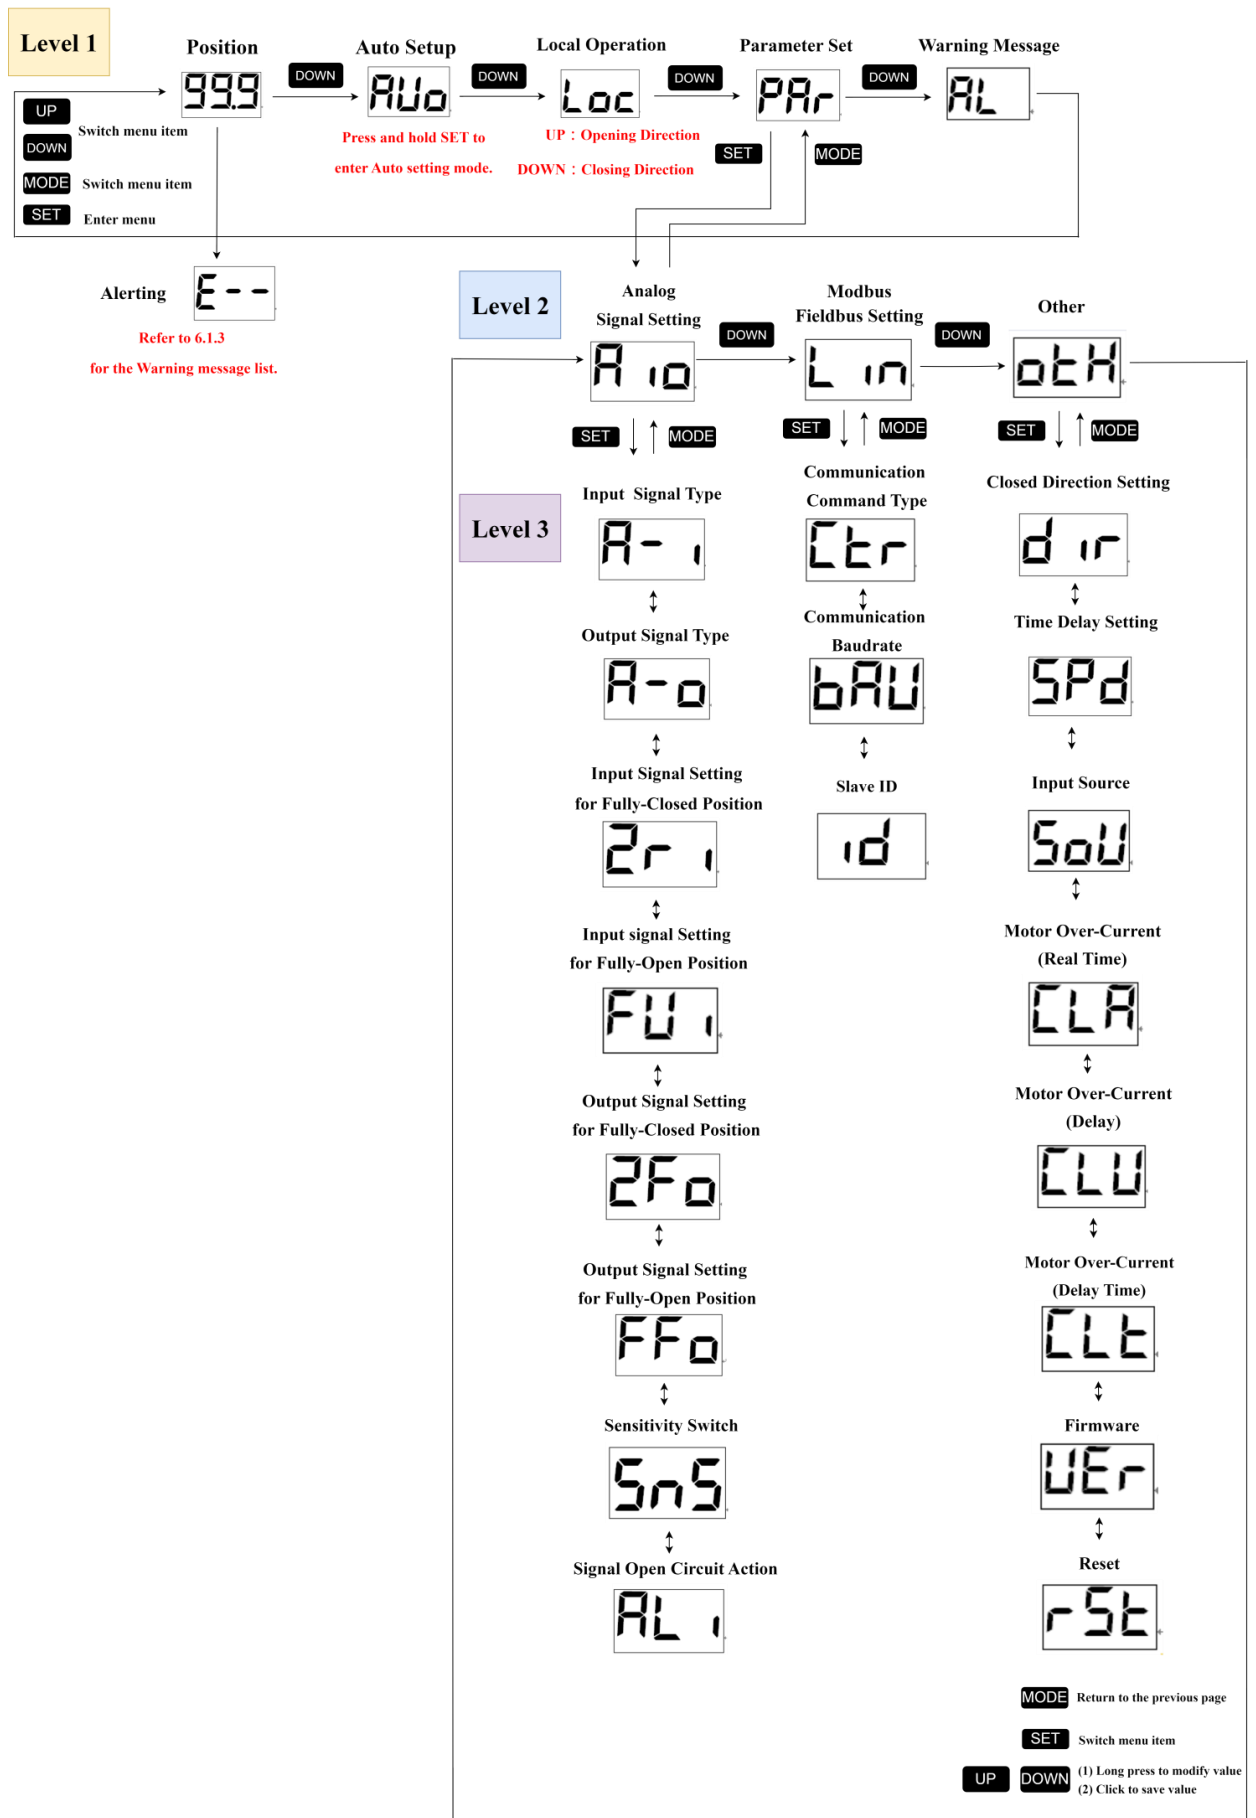 Level 1
Position
Auto Setup
Local Operation
Parameter Set
Warning Message
99.9
DOWN
AUo
DOWN
Loc
DOWN
PAr
DOWN
AL
UP
Switch menu item
DOWN
MODE Switch menu item
SET Enter menu
Press and hold SET to
enter Auto setting mode.
UP：Opening Direction
DOWN：Closing Direction
SET
MODE
Alerting
E--
Refer to 6.1.3
for the Warning message list.
Level 2
Analog
Signal Setting
A io
DOWN
Modbus
Fieldbus Setting
L in
DOWN
Other
otH
SET
MODE
SET
MODE
SET
MODE
Level 3
Input Signal Type
A- i
Output Signal Type
A-o
Input Signal Setting
for Fully-Closed Position
2r i
Input signal Setting
for Fully-Open Position
FU i
Output Signal Setting
for Fully-Closed Position
2Fo
Output Signal Setting
for Fully-Open Position
FFo
Sensitivity Switch
SnS
Signal Open Circuit Action
AL i
Communication
Command Type
Ctr
Communication
Baudrate
bAU
Slave ID
id
Closed Direction Setting
d ir
Time Delay Setting
SPd
Input Source
SoU
Motor Over-Current
(Real Time)
CLA
Motor Over-Current
(Delay)
CLU
Motor Over-Current
(Delay Time)
CLt
Firmware
UEr
Reset
rSt
MODE Return to the previous page
SET Switch menu item
UP DOWN (1) Long press to modify value
(2) Click to save value